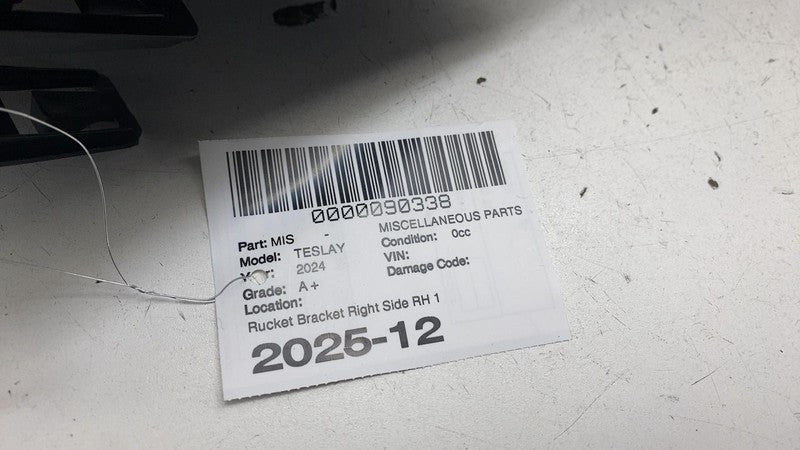 0000090338
Part: MIS - MISCELLANEOUS PARTS
Model: TESLAY Condition: 0cc
Year: 2024 VIN:
Grade: A+ Damage Code:
Location:
Rucket Bracket Right Side RH 1
2025-12